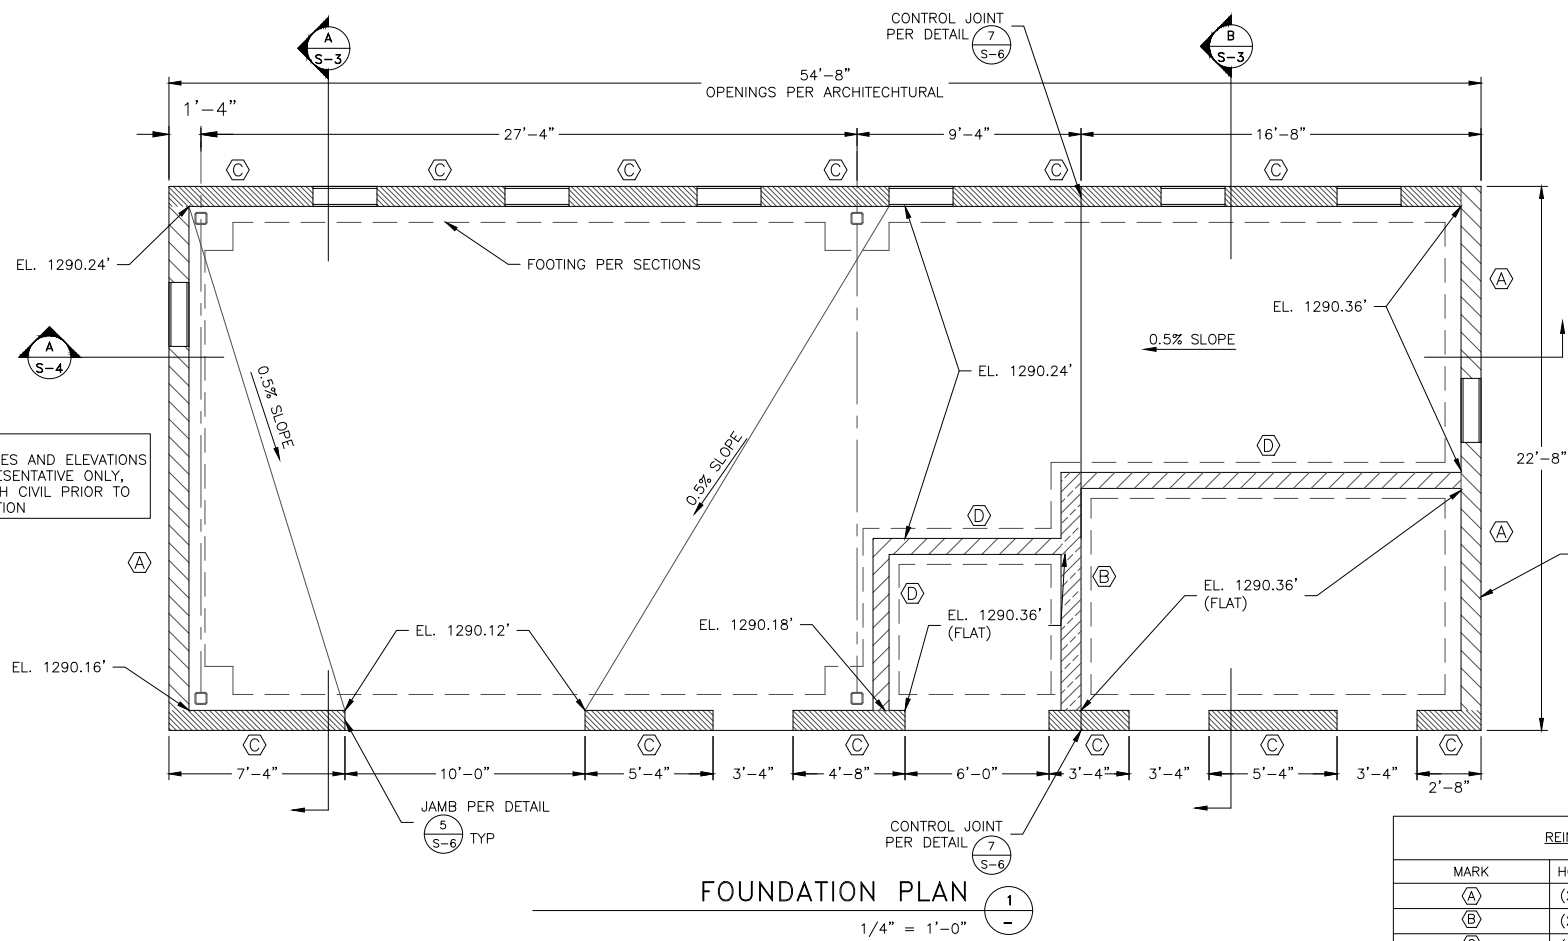 CONTROL JOINT
PER DETAIL 7
S-6
A
S-3
B
S-3
54'-8"
OPENINGS PER ARCHITECHTURAL
1'-4"
27'-4"
9'-4"
16'-8"
C
C
C
C
C
C
EL. 1290.24'
FOOTING PER SECTIONS
A
EL. 1290.36'
0.5% SLOPE
A
S-4
EL. 1290.24'
0.5% SLOPE
0.5% SLOPE
D
ES AND ELEVATIONS
ESENTATIVE ONLY,
H CIVIL PRIOR TO
TION
22'-8"
D
A
A
B
D
EL. 1290.36'
(FLAT)
EL. 1290.12'
EL. 1290.18'
EL. 1290.36'
(FLAT)
EL. 1290.16'
C
C
C
C
C
C
7'-4"
10'-0"
5'-4"
3'-4"
4'-8"
6'-0"
3'-4"
3'-4"
5'-4"
3'-4"
2'-8"
JAMB PER DETAIL
5
S-6
TYP
CONTROL JOINT
PER DETAIL 7
S-6
FOUNDATION PLAN
1
-
1/4" = 1'-0"
MARK
A
B